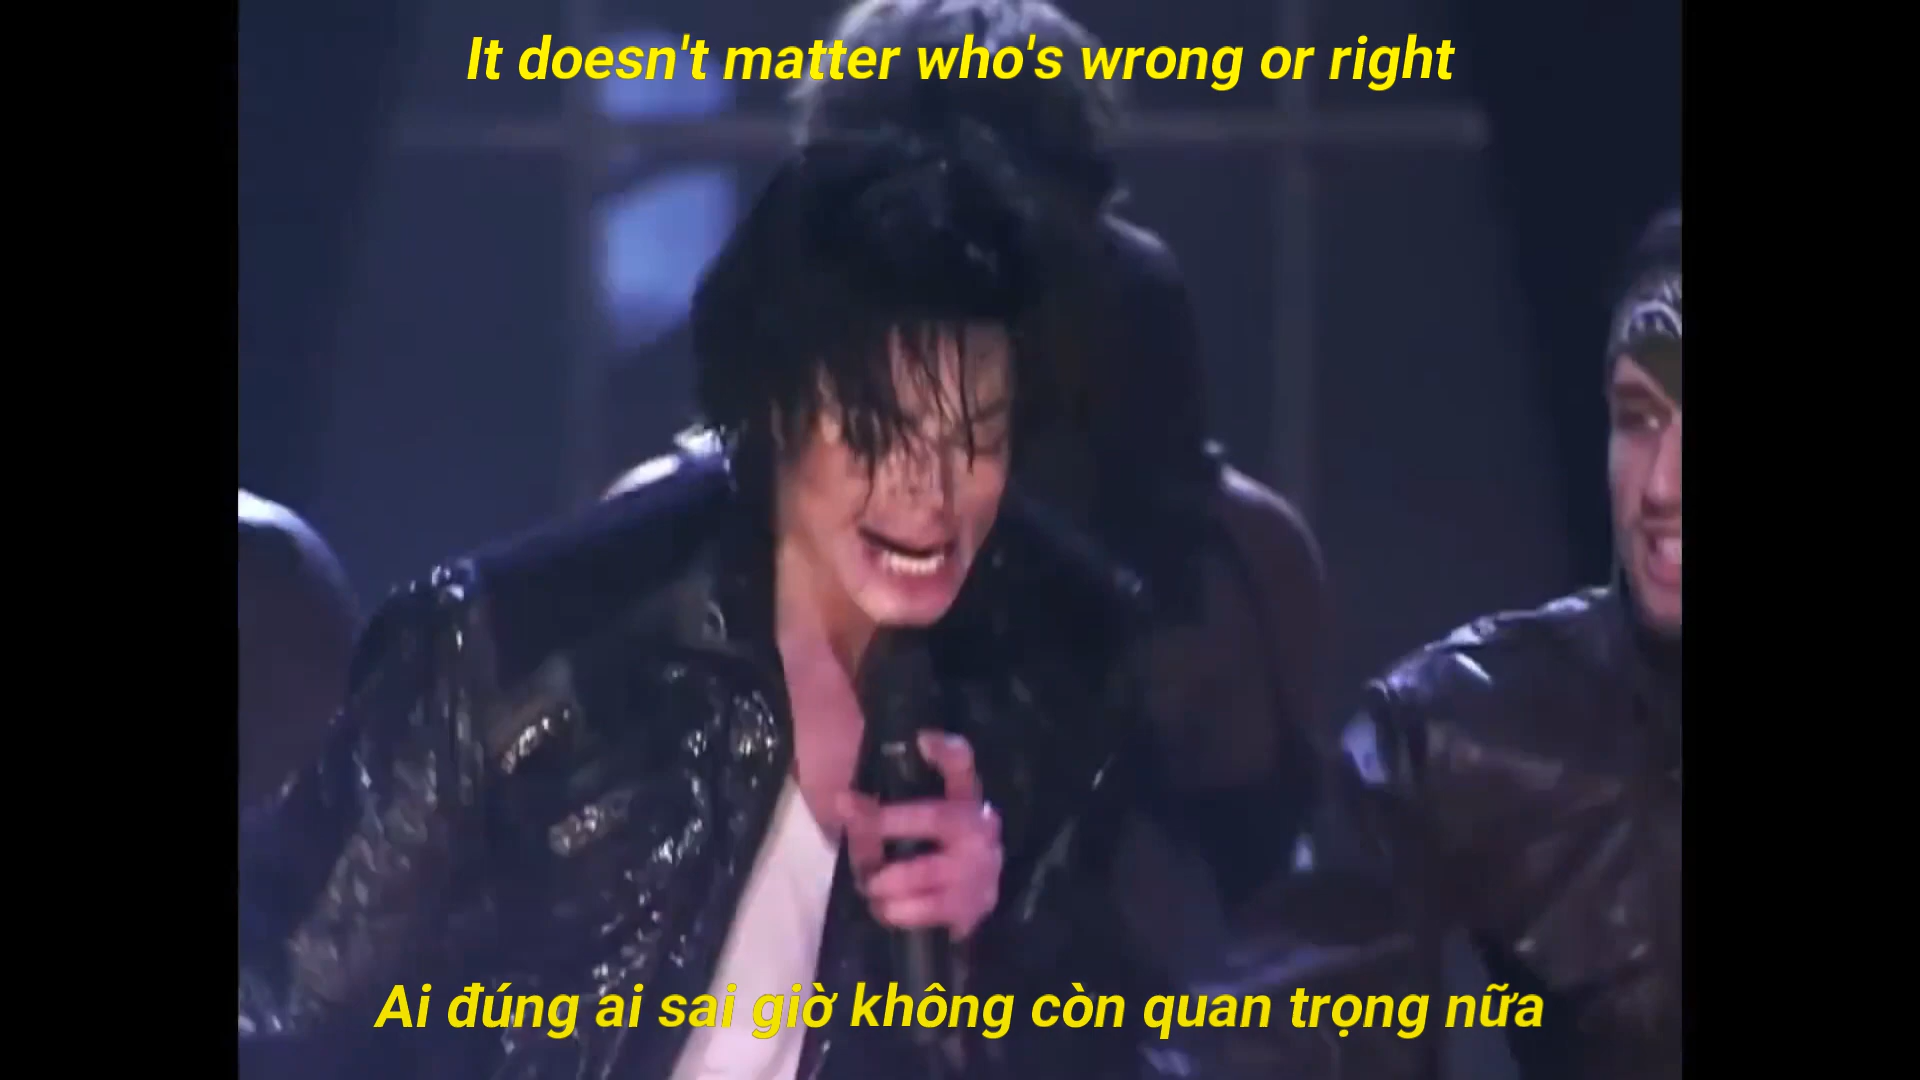 It doesn't matter who's wrong or right
Ai đúng ai sai giờ không còn quan trọng nữa